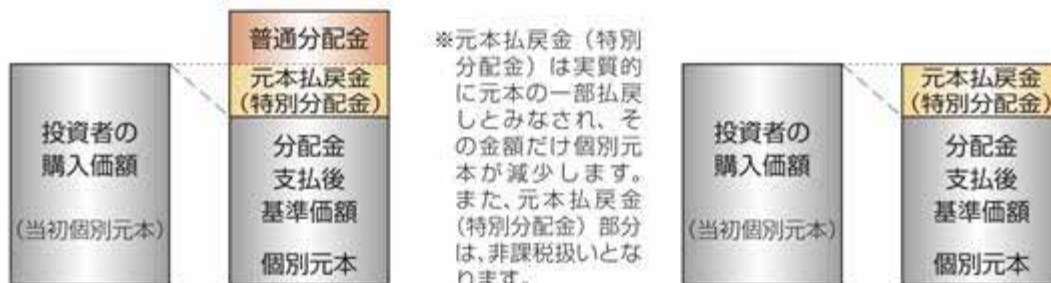 投資者の
購入価額
(当初個別元本)
普通分配金
元本払戻金
(特別分配金)
分配金
支払後
基準価額
個別元本
※元本払戻金(特別
分配金)は実質的
に元本の一部払戻
しとみなされ、そ
の金額だけ個別元
本が減少します。
また、元本払戻金
(特別分配金)部分
は、非課税扱いとな
ります。
投資者の
購入価額
(当初個別元本)
元本払戻金
(特別分配金)
分配金
支払後
基準価額
個別元本